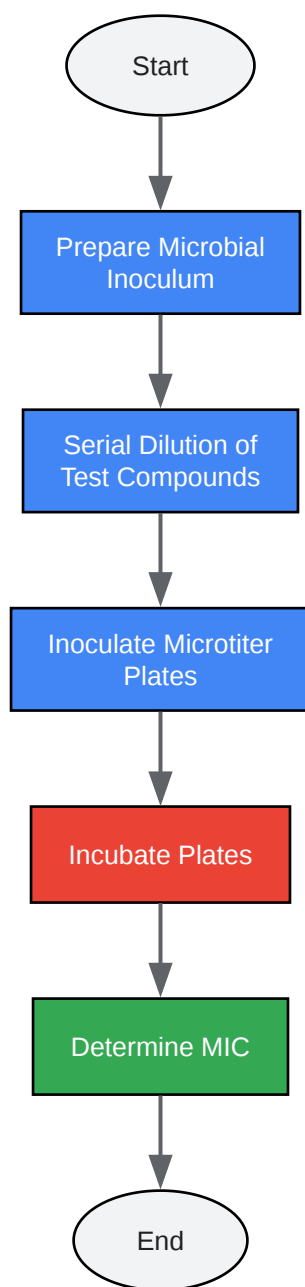 Start
Prepare Microbial
Inoculum
Serial Dilution of
Test Compounds
Inoculate Microtiter
Plates
Incubate Plates
Determine MIC
End